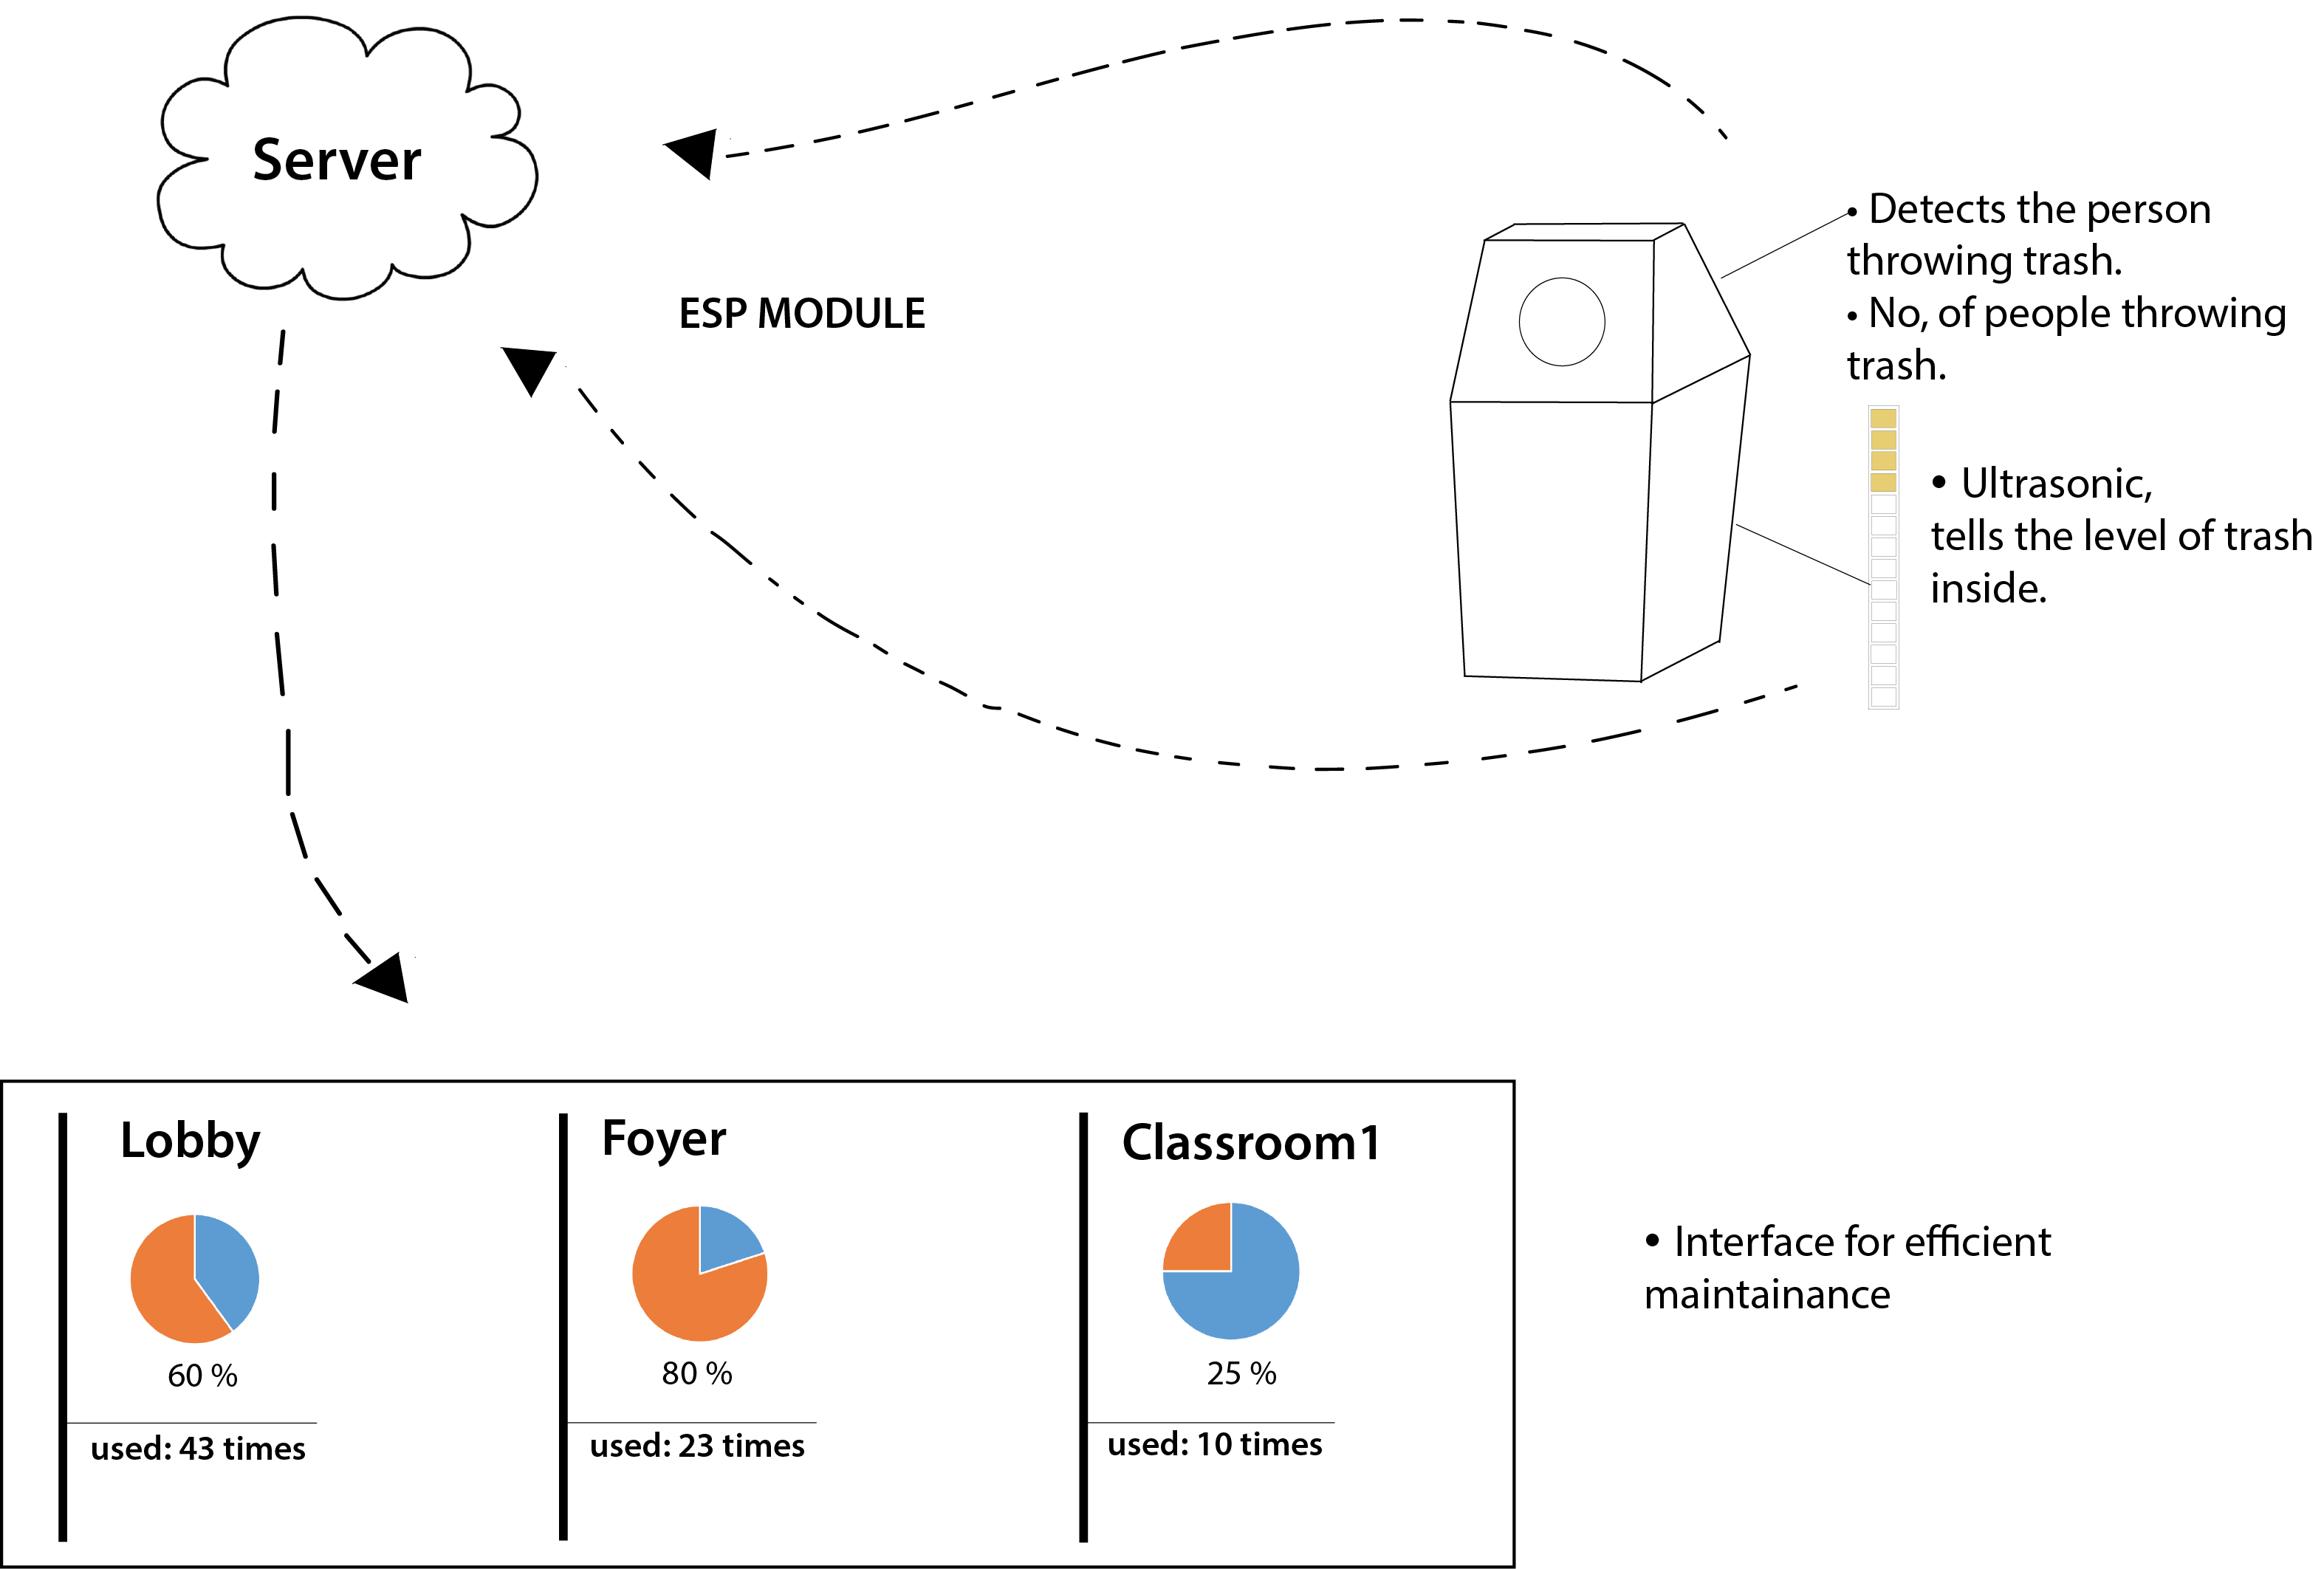 Server
ESP MODULE
• Detects the person
throwing trash.
• No, of people throwing
trash.
• Ultrasonic,
tells the level of trash
inside.
Lobby
60 %
used: 43 times
Foyer
80 %
used: 23 times
Classroom1
25 %
used: 10 times
• Interface for efficient
maintainance